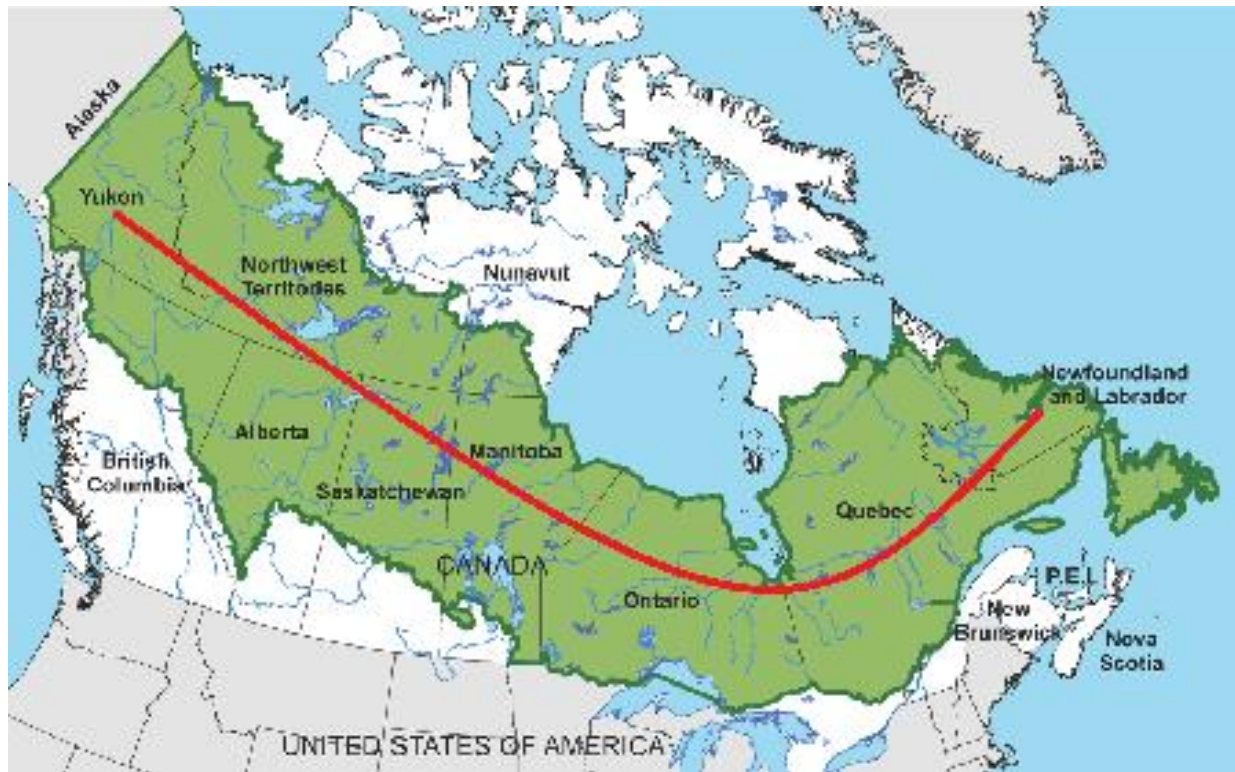 Alaska
Yukon
Northwest
Territodes
Nunavut
Newfoundland
and Labrador
Alberta
Manitoba
British
Columbia
Saskatchewan
Quebec
CANADA
Ontario
P.E.I.
New
Brunswick
Nova
Scotia
UNITED STATES OF AMERICA